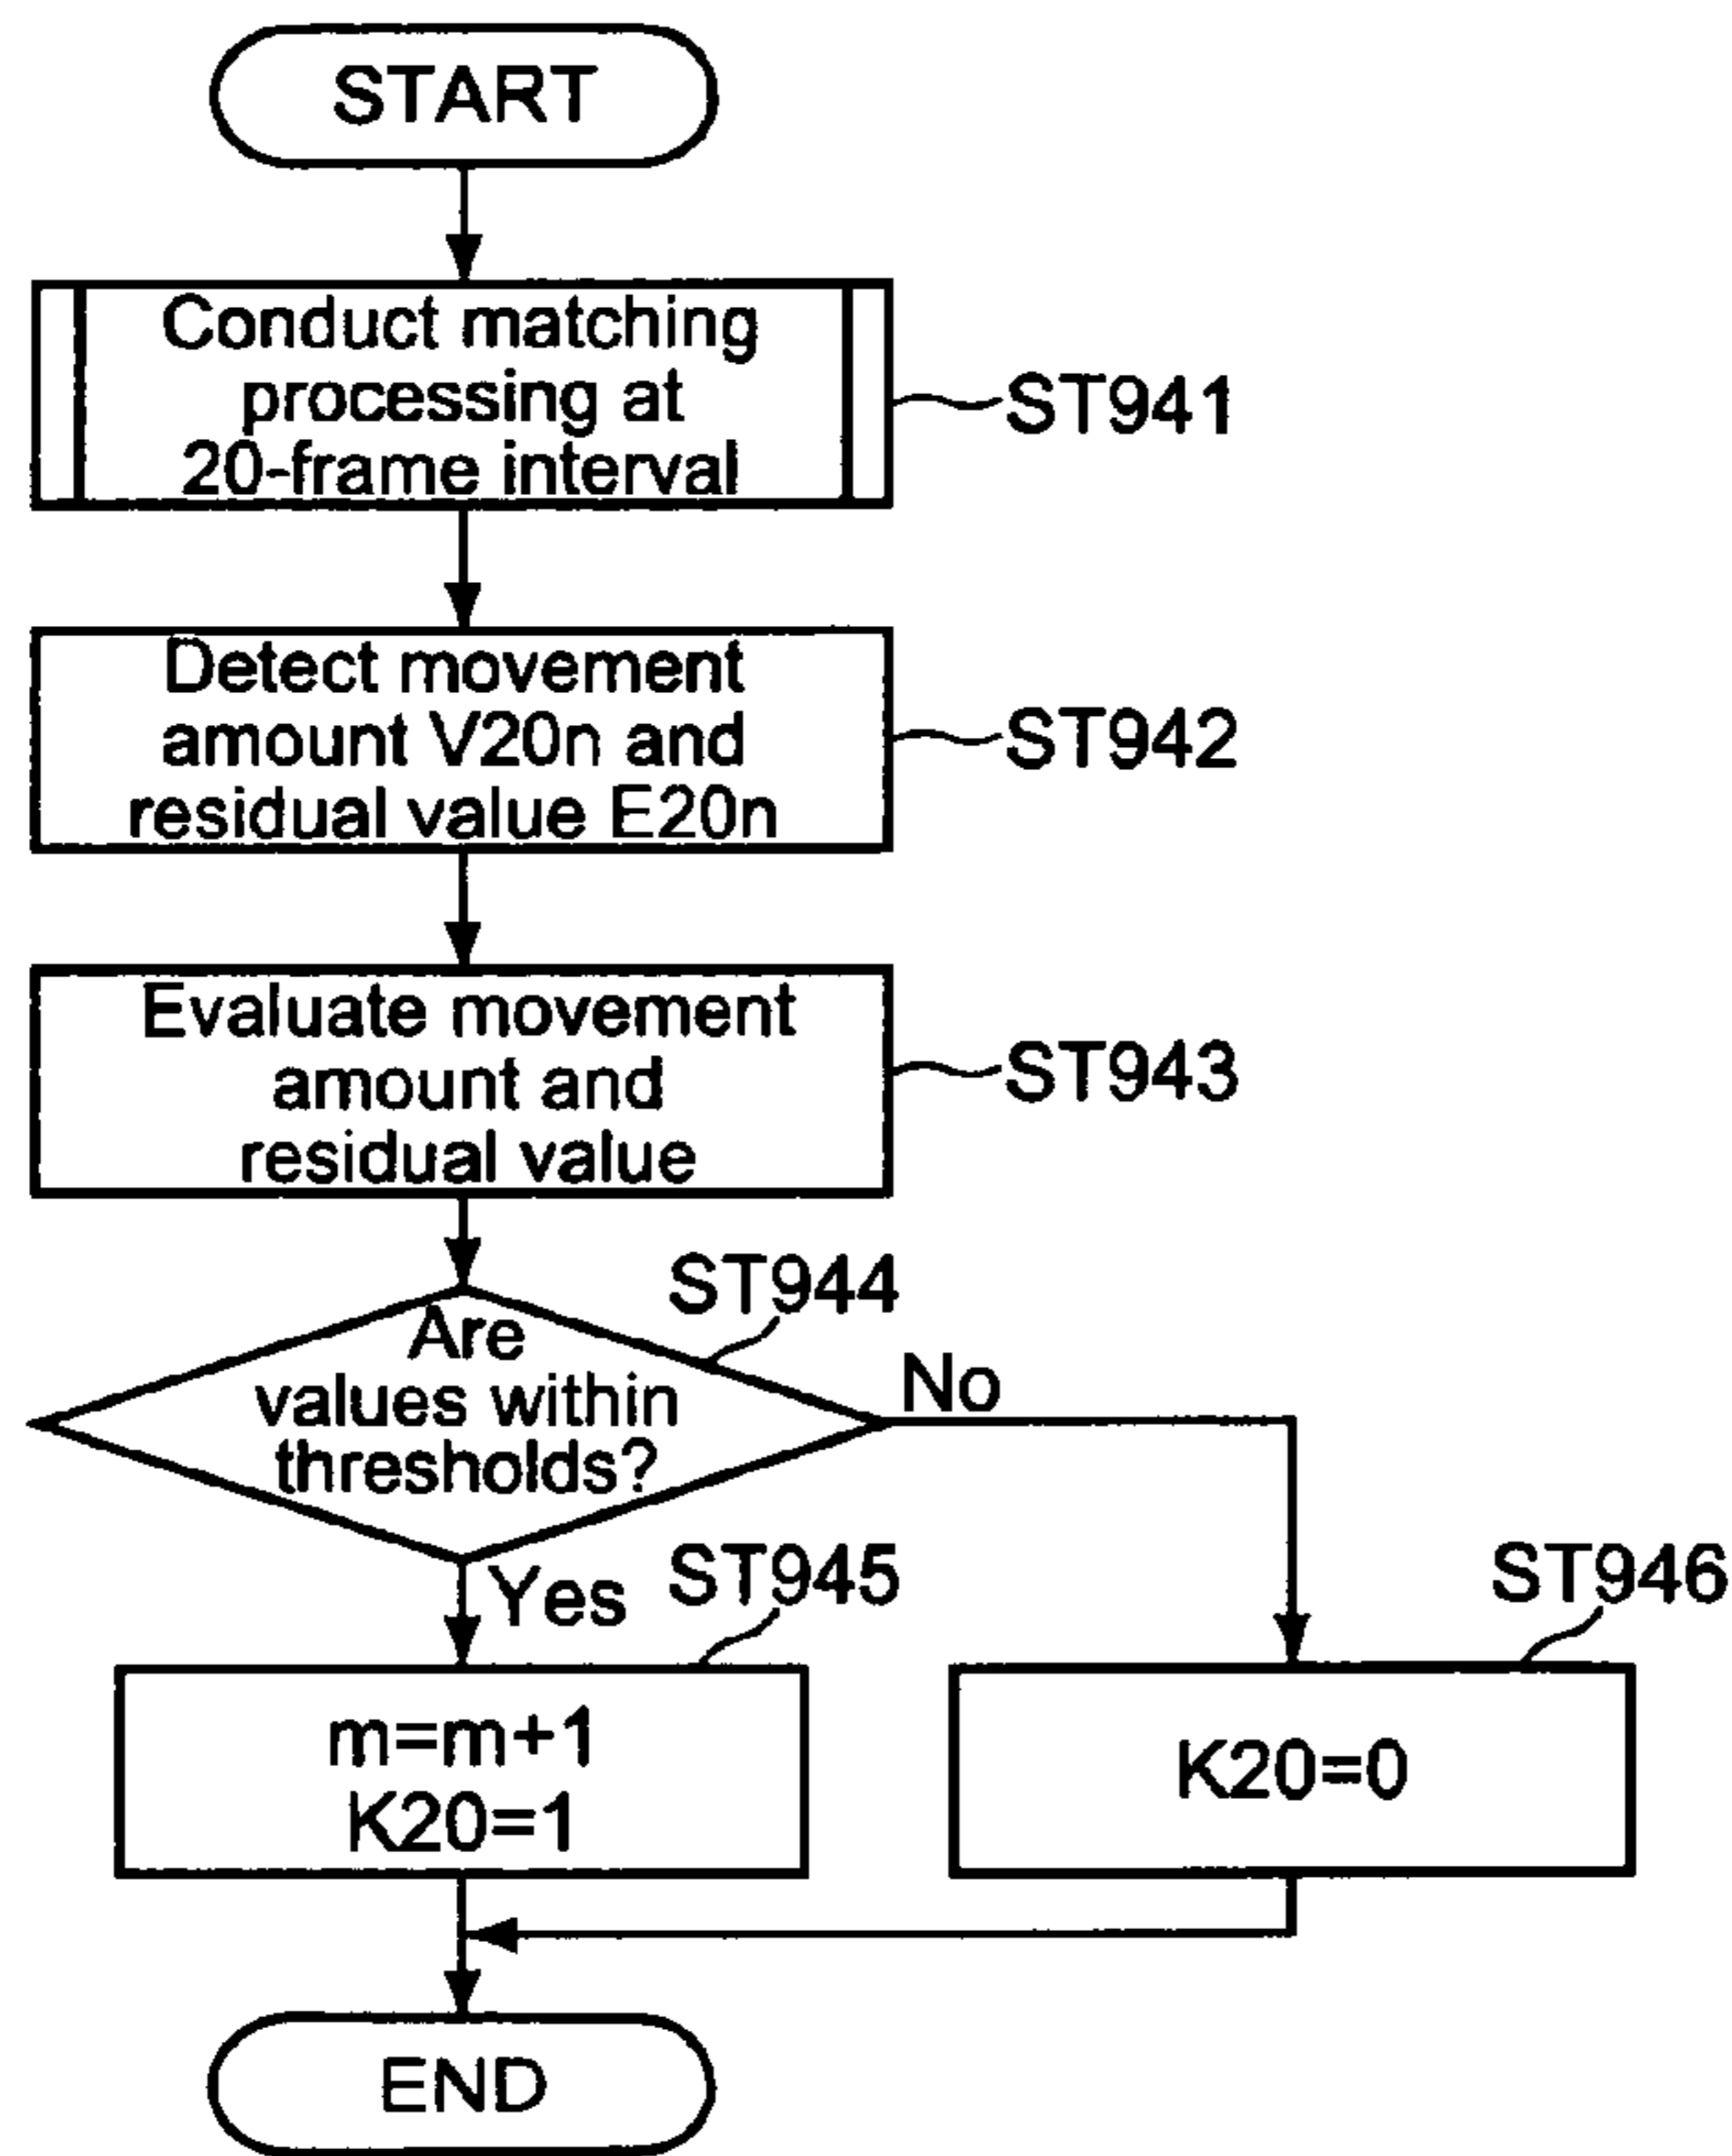 START
Conduct matching
processing at
20-frame interval
ST941
Detect movement
amount V20n and
residual value E20n
ST942
Evaluate movement
amount and
residual value
ST943
ST944
Are
values within
thresholds?
No
Yes
ST945
m=m+1
K20=1
ST946
K20=0
END